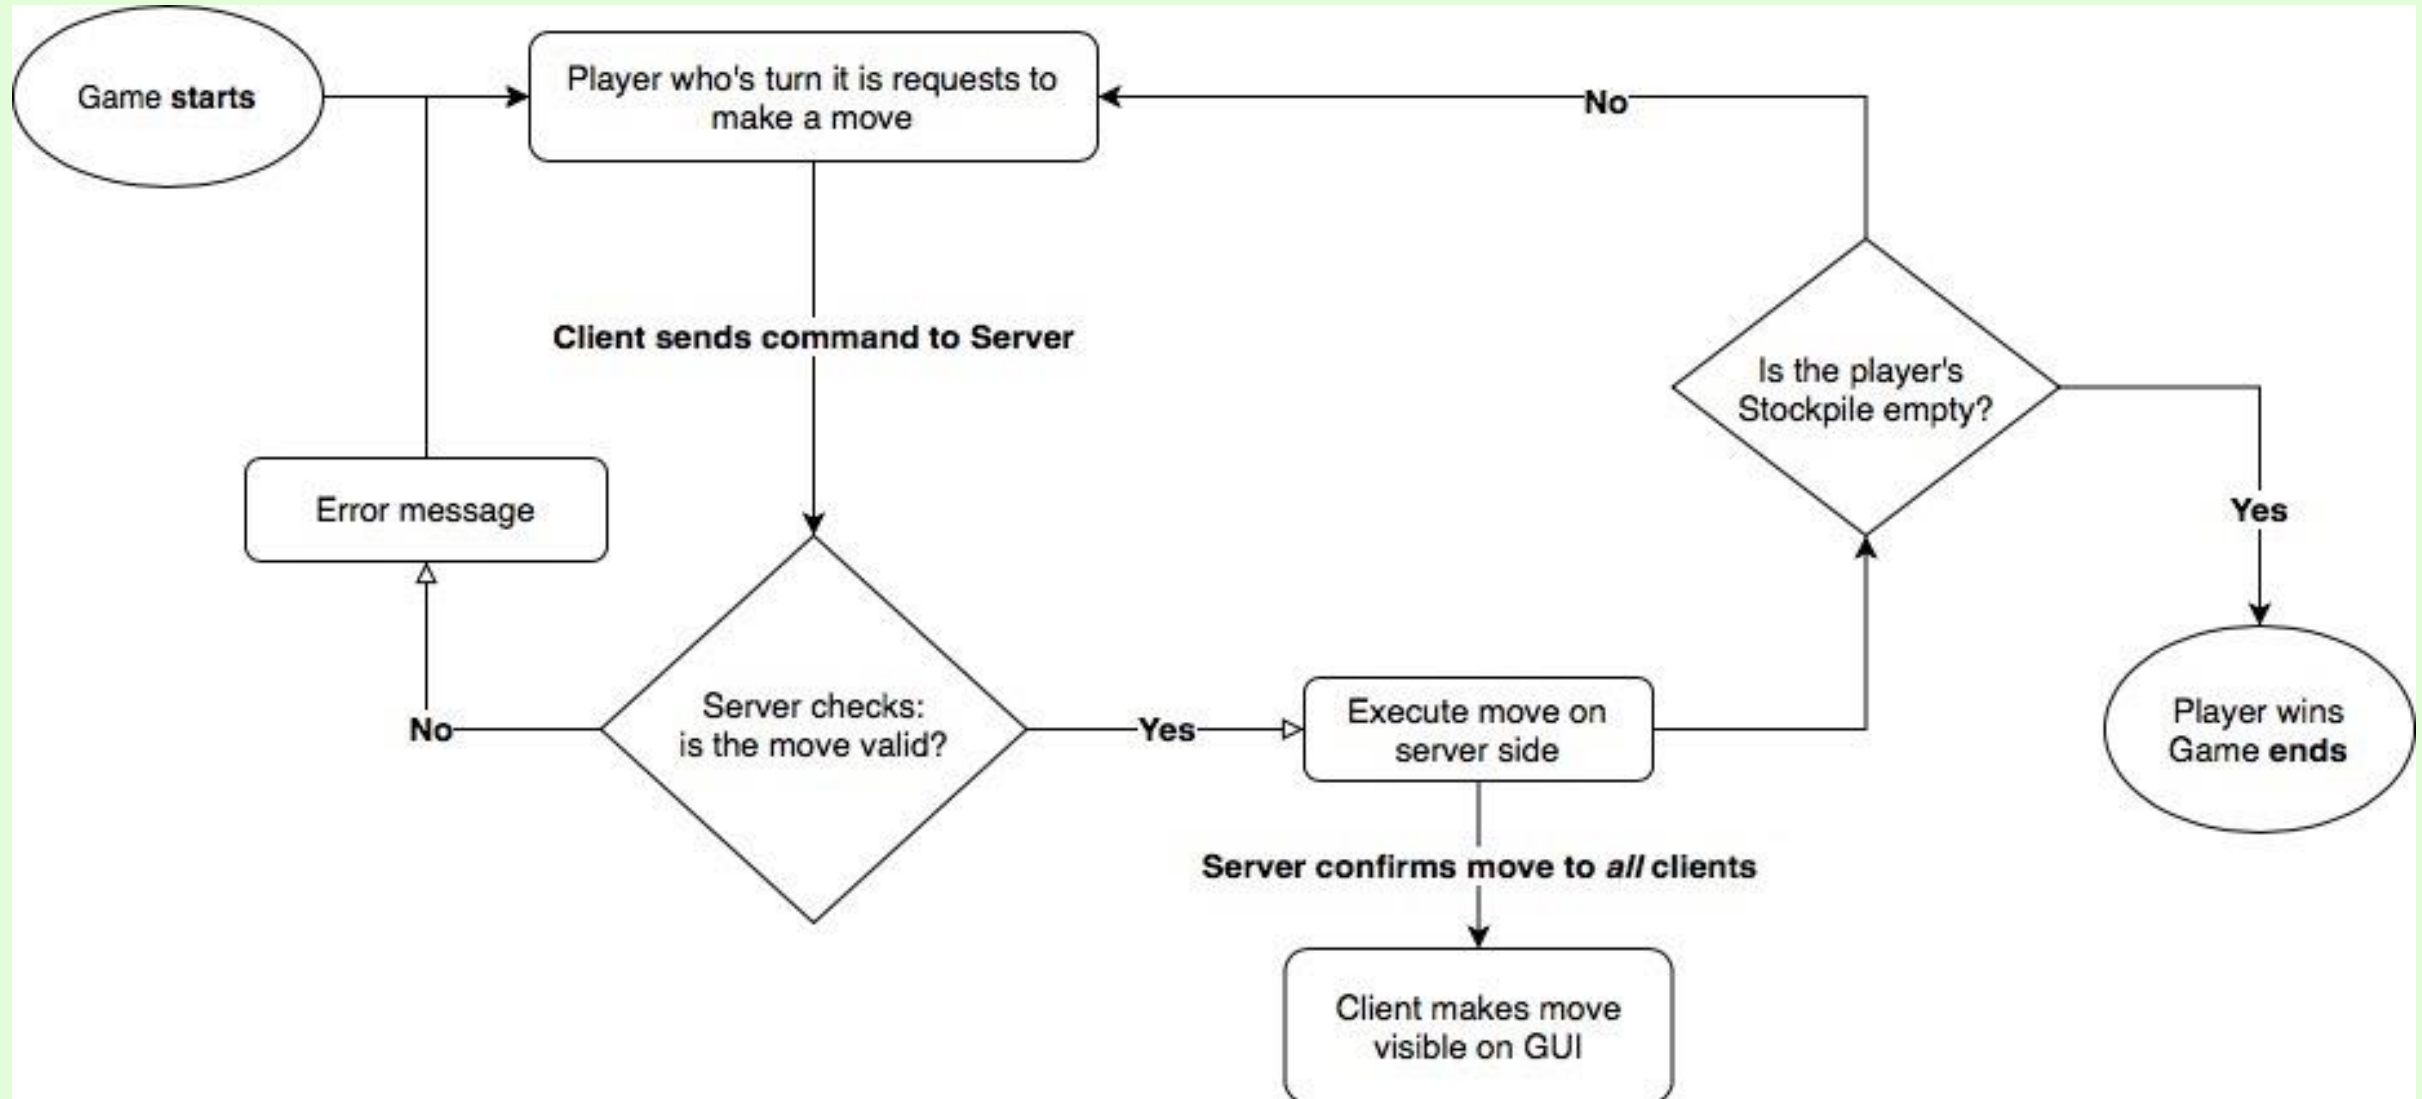 Game starts
Player who's turn it is requests to
make a move
No
Client sends command to Server
Is the player's
Stockpile empty?
Error message
Yes
Server checks:
is the move valid?
No
Yes
Execute move on
server side
Player wins
Game ends
Server confirms move to all clients
Client makes move
visible on GUI